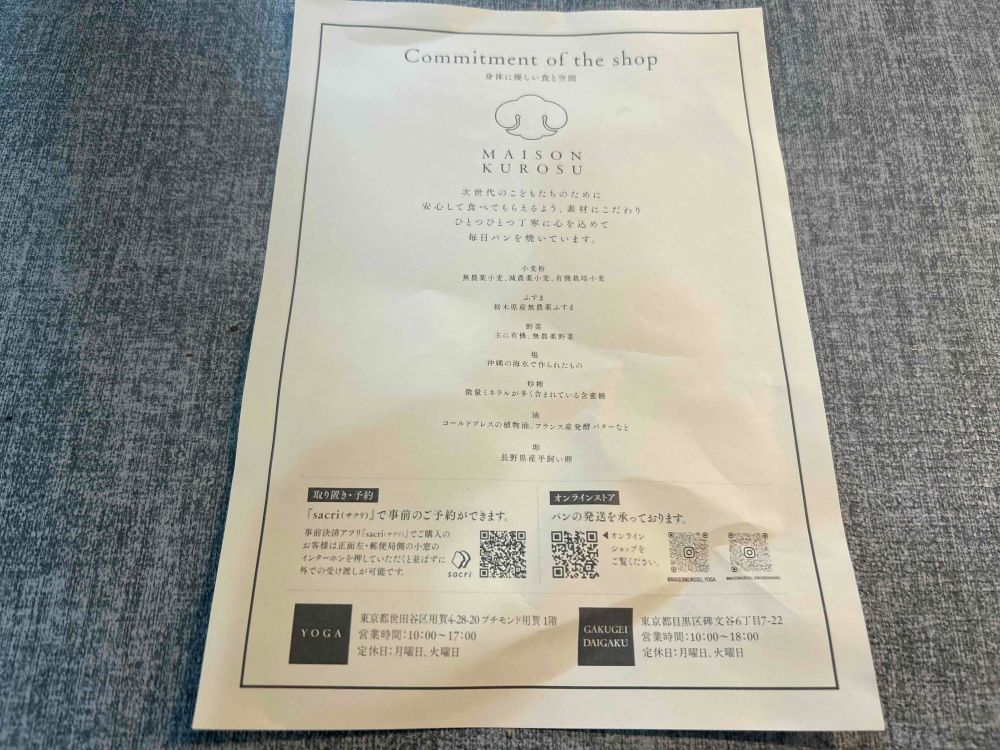 Commitment of the shop
身体に優しい食と空間
MAISON
KUROSU
次世代のこどもたちのために
安心して食べてもらえるよう、素材にこだわり
ひとつひとつ丁寧に心を込めて
毎日パンを焼いています。
小麦粉
無農薬小麦、減農薬小麦、有機栽培小麦
ふすま
栃木県産無農薬ふすま
野菜
主に有機、無農薬野菜
塩
沖縄の海水で作られたもの
砂糖
微量ミネラルが多く含まれている含蜜糖
油
コールドプレスの植物油、フランス産発酵バターなど
卵
長野県産平飼い卵
取り置き・予約
『sacri(サクリ)』で事前のご予約ができます。
事前決済アプリ『sacri(サクリ)』でご購入の
お客様は正面左・郵便局側の小窓の
インターホンを押していただくと並ばずに
外での受け渡しが可能です。
sacri
オンラインストア
パンの発送を承っております。
◀オンライン
ショップを
ご覧ください。
@MAISONKUROSU_YOGA
YOGA
東京都世田谷区用賀4-28-20 プチモンド用賀 1階
営業時間:10:00～17:00
定休日:月曜日、火曜日
GAKUGEI
DAIGAKU
東京都目黒区碑文谷6丁目7-22
営業時間:10:00～18:00
定休日:月曜日、火曜日